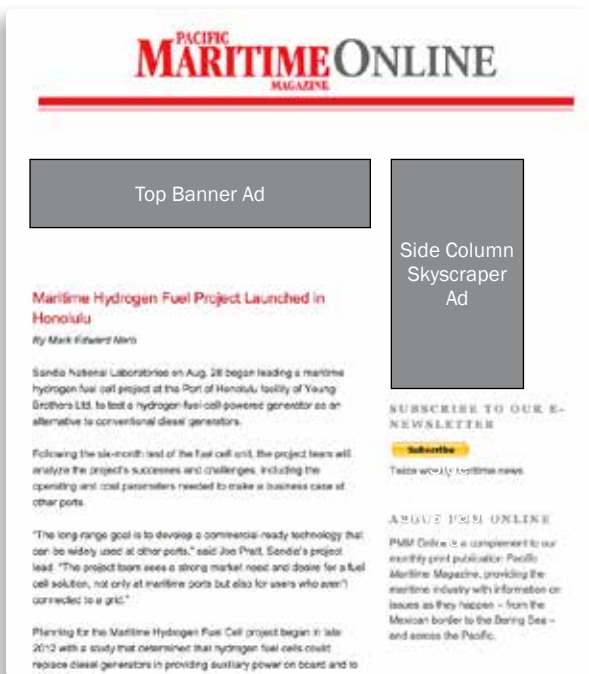 PACIFIC
MARITIME ONLINE
MAGAZINE
Top Banner Ad
Side Column
Skyscraper
Ad
Maritime Hydrogen Fuel Project Launched in
Honolulu
By Mark Edward Nero
Sandia National Laboratories on Aug. 28 began leading a maritime
hydrogen fuel cell project at the Port of Honolulu facility of Young
Brothers Ltd. to test a hydrogen-fuel-cell-powered generator as an
alternative to conventional diesel generators.
Following the six-month test of the fuel cell unit, the project team will
analyze the project's successes and challenges, including the
operating and cost parameters needed to make a business case at
other ports.
"The long-range goal is to develop a commercial-ready technology that
can be widely used at other ports," said Joe Pratt, Sandia's project
lead. "The project team sees a strong market need and desire for a fuel
cell solution, not only at maritime ports but also for users who aren't
connected to a grid."
Planning for the Maritime Hydrogen Fuel Cell project began in late
2012 with a study that determined that hydrogen fuel cells could
replace diesel generators in providing auxiliary power on board and to
SUBSCRIBE TO OUR E-
NEWSLETTER
Subscribe
Twice maritime news
ONLINE
PMM Online is a complement to our
monthly print publication Pacific
Maritime Magazine, providing the
maritime industry with information on
issues as they happen – from the
Mexican border to the Bering Sea –
and across the Pacific.